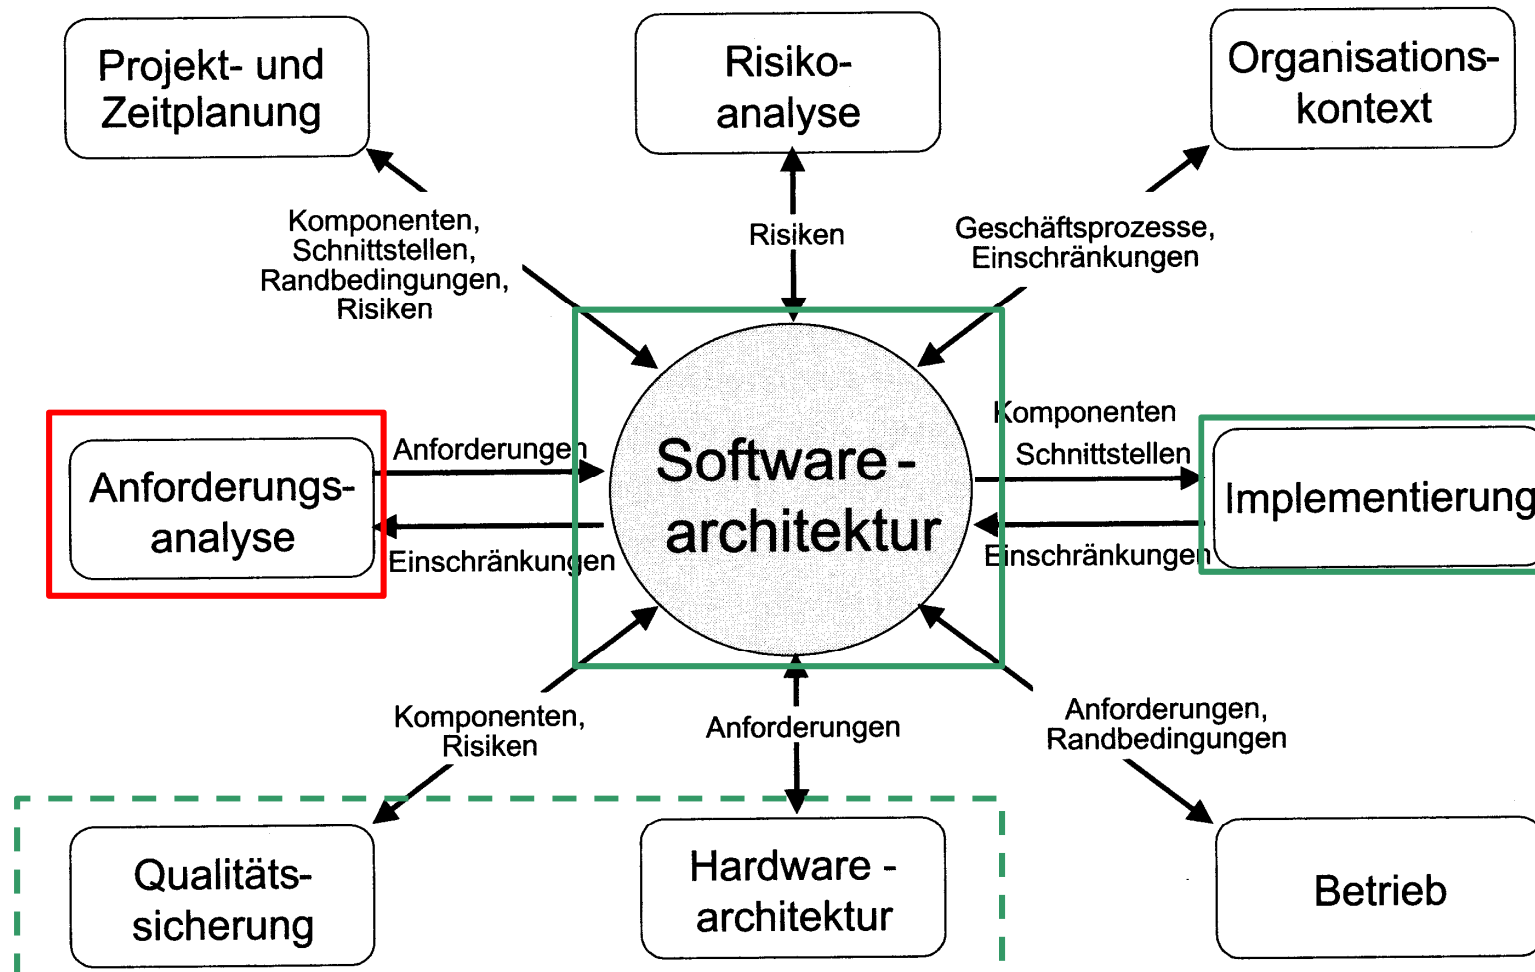 Projekt- und
Zeitplanung
Risiko-
analyse
Organisations-
kontext
Komponenten,
Schnittstellen,
Randbedingungen,
Risiken
Risiken
Geschäftsprozesse,
Einschränkungen
Anforderungs-
analyse
Anforderungen
Einschränkungen
Software -
architektur
Komponenten
Schnittstellen
Einschränkungen
Implementierung
Komponenten,
Risiken
Anforderungen
Anforderungen,
Randbedingungen
Qualitäts-
sicherung
Hardware -
architektur
Betrieb